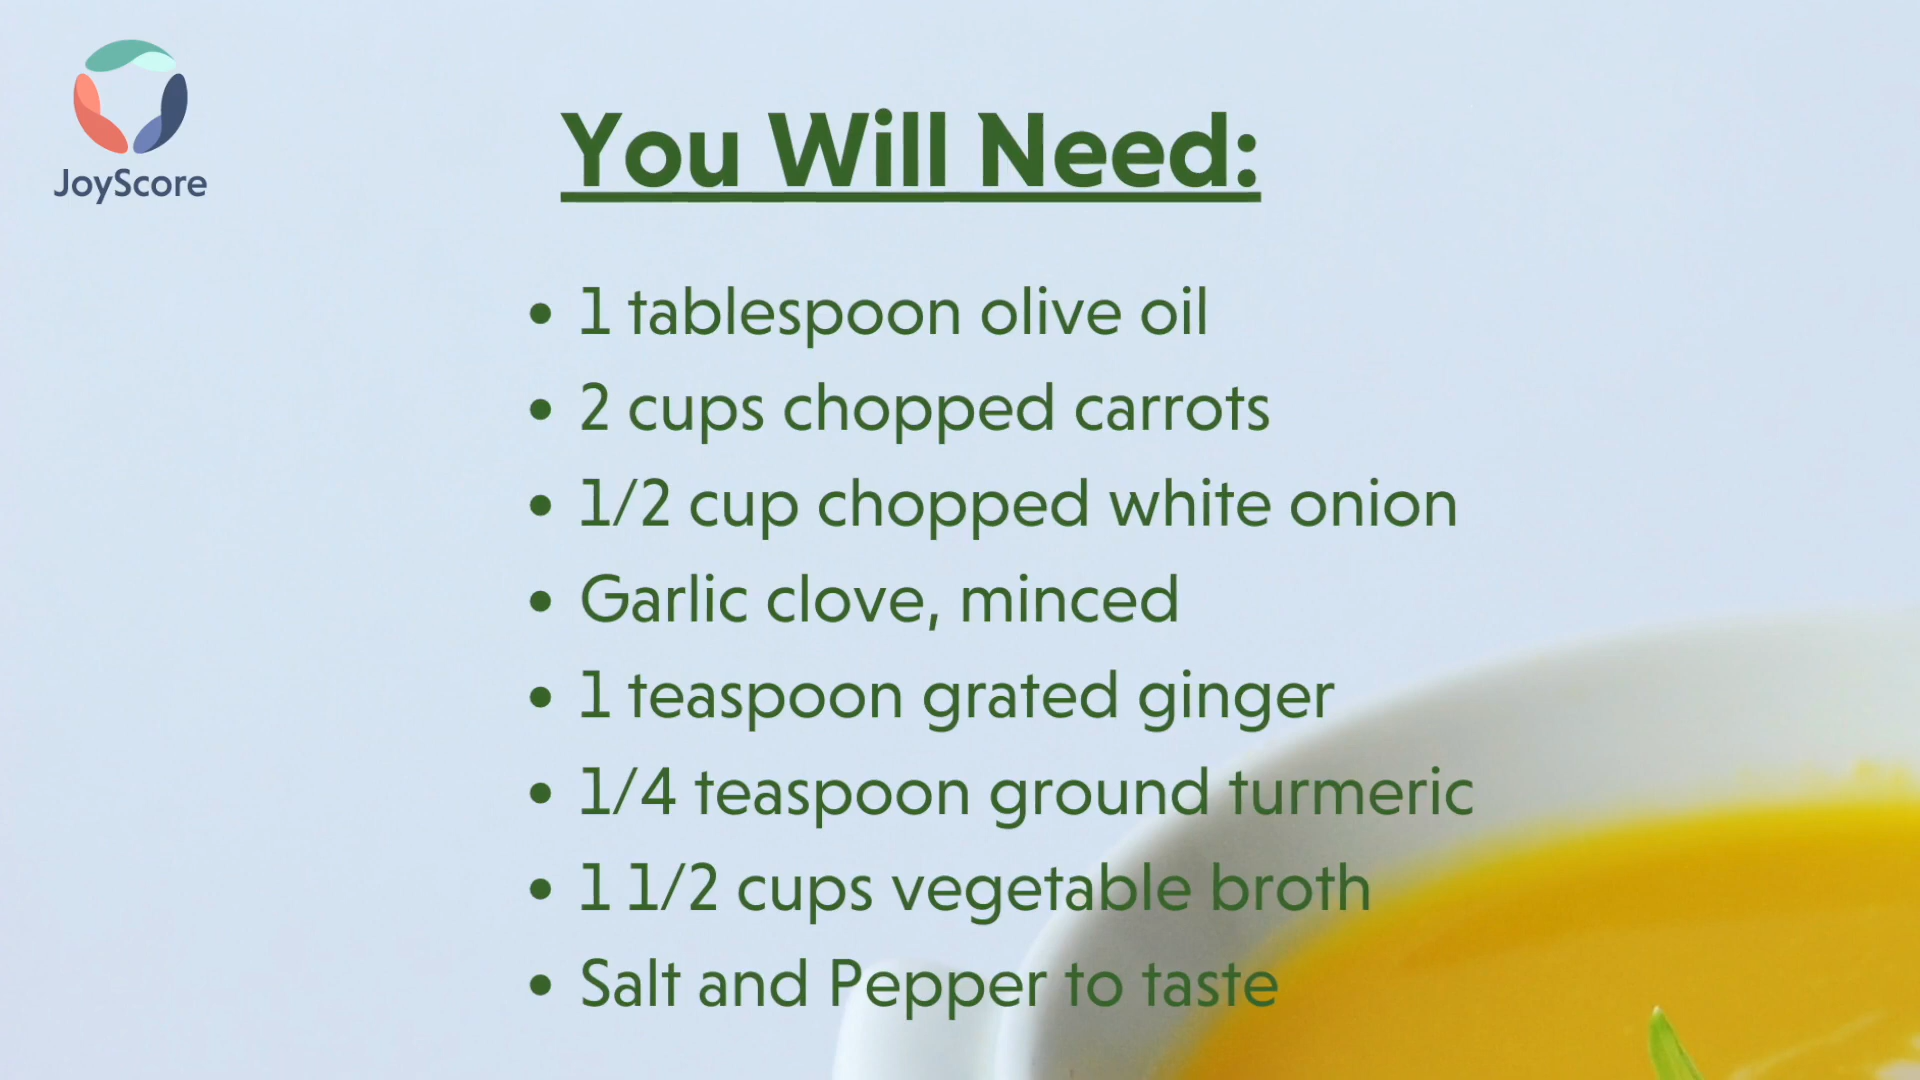 JoyScore
You Will Need:
• 1 tablespoon olive oil
• 2 cups chopped carrots
• 1/2 cup chopped white onion
• Garlic clove, minced
• 1 teaspoon grated ginger
• 1/4 teaspoon ground turmeric
• 1 1/2 cups vegetable broth
• Salt and Pepper to taste